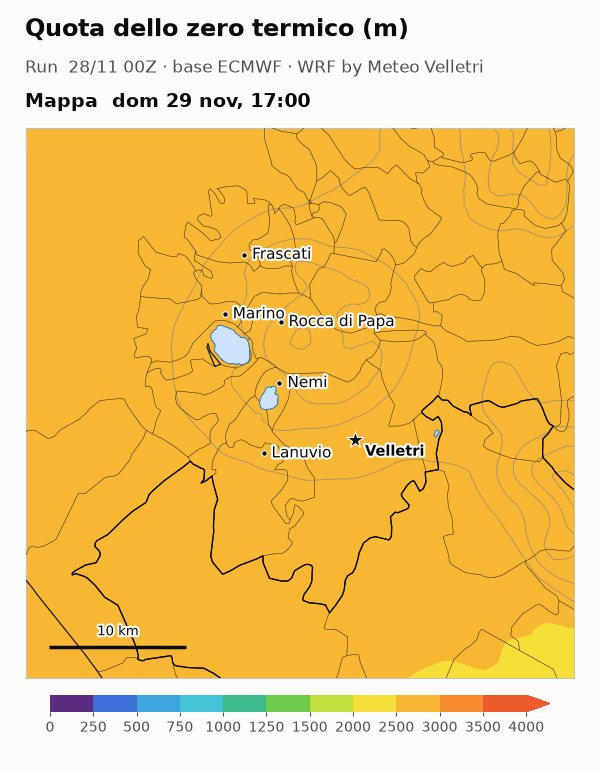 Quota dello zero termico (m)
Run  28/11 00Z · base ECMWF · WRF by Meteo Velletri
Mappa  dom 29 nov, 17:00
Frascati
Marino
Rocca di Papa
Nemi
Velletri
Lanuvio
10 km
0 250 500 750 1000 1250 1500 2000 2500 3000 3500 4000